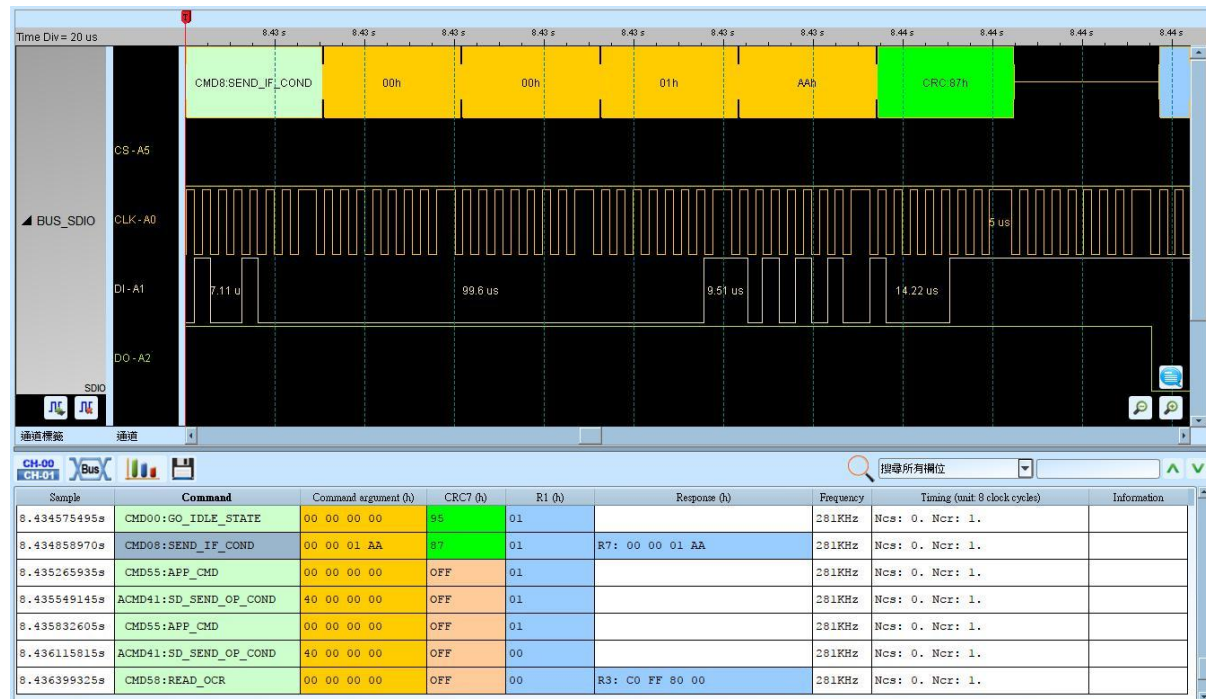 Time Div = 20 us
8.43 s 8.43 s 8.43 s 8.43 s 8.43 s 8.43 s 8.43 s 8.44 s 8.44 s 8.44 s 8.44 s
CMD8:SEND_IF_COND 00h 00h 01h AAh CRC:87h
CS - A5
BUS_SDIO
CLK - A0
5 us
DI - A1
7.11 u 99.6 us 9.51 us 14.22 us
DO - A2
SDIO
通道標籤 通道
CH-00
CH-01
Bus
搜尋所有欄位
Sample Command Command argument (h) CRC7 (h) R1 (h) Response (h) Frequency Timing (unit: 8 clock cycles) Information
8.434575495s CMD00:GO_IDLE_STATE 00 00 00 00 95 01 281KHz Ncs: 0. Ncr: 1.
8.434858970s CMD08:SEND_IF_COND 00 00 01 AA 87 01 R7: 00 00 01 AA 281KHz Ncs: 0. Ncr: 1.
8.435265935s CMD55:APP_CMD 00 00 00 00 OFF 01 281KHz Ncs: 0. Ncr: 1.
8.435549145s ACMD41:SD_SEND_OP_COND 40 00 00 00 OFF 01 281KHz Ncs: 0. Ncr: 1.
8.435832605s CMD55:APP_CMD 00 00 00 00 OFF 01 281KHz Ncs: 0. Ncr: 1.
8.436115815s ACMD41:SD_SEND_OP_COND 40 00 00 00 OFF 00 281KHz Ncs: 0. Ncr: 1.
8.436399325s CMD58:READ_OCR 00 00 00 00 OFF 00 R3: C0 FF 80 00 281KHz Ncs: 0. Ncr: 1.